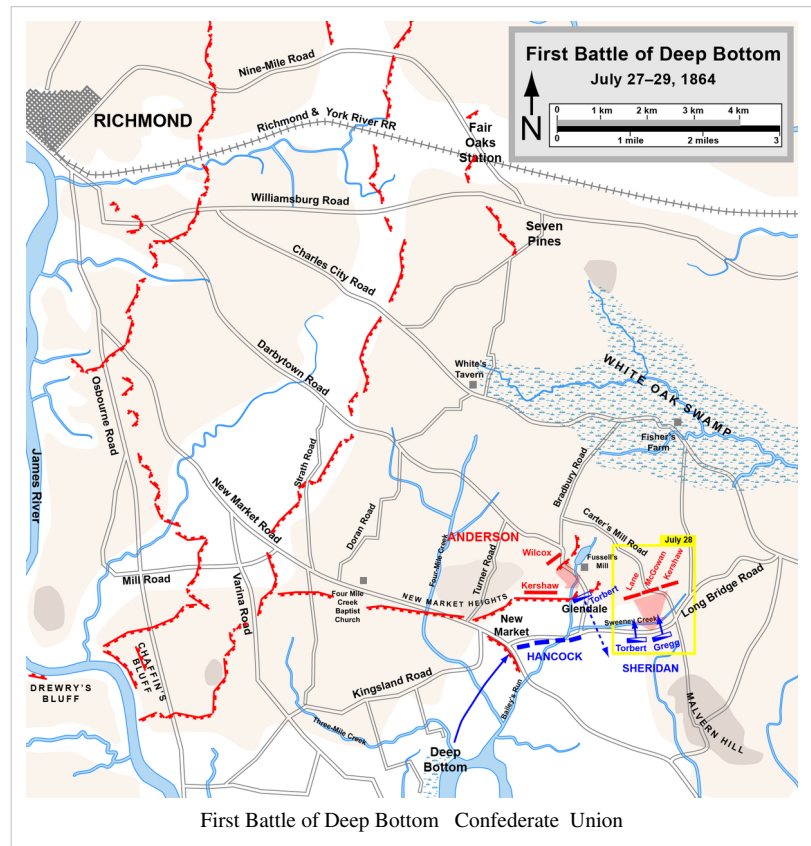 First Battle of Deep Bottom
July 27–29, 1864
N
0 1 km 2 km 3 km 4 km
0 1 mile 2 miles 3
Nine-Mile Road
RICHMOND
Richmond & York River RR
Fair
Oaks
Station
Williamsburg Road
Seven
Pines
Charles City Road
Darbytown Road
White's
Tavern
WHITE OAK SWAMP
Osbourne Road
Fisher's
Farm
James River
Strath Road
Bradbury Road
New Market Road
Doran Road
Four-Mile Creek
ANDERSON
Carter's Mill Road
July 28
Wilcox
Fussell's
Mill
Turner Road
Lane
McGowan
Kershaw
Long Bridge Road
Mill Road
Varina Road
Four Mile
Creek
Baptist
Church
Kershaw
NEW MARKET HEIGHTS
Torbert
Glendale
New
Market
Sweeney Creek
HANCOCK
Torbert
Gregg
SHERIDAN
CHAFFIN'S
BLUFF
DREWRY'S
BLUFF
Kingsland Road
Bailey's Run
MALVERN HILL
Three-Mile Creek
Deep
Bottom
First Battle of Deep Bottom Confederate Union